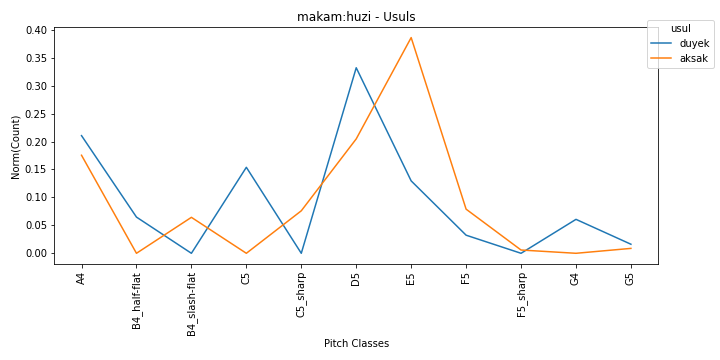 makam:huzi - Usuls
usul
duyek
aksak
Norm(Count)
0.40
0.35
0.30
0.25
0.20
0.15
0.10
0.05
0.00
A4
B4_half-flat
B4_slash-flat
C5
C5_sharp
D5
E5
F5
F5_sharp
G4
G5
Pitch Classes